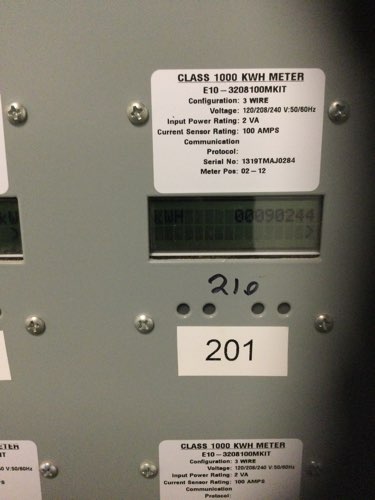 CLASS 1000 KWH METER
E10-3208100MKIT
Configuration: 3 WIRE
Voltage: 120/208/240 V:50/60Hz
Input Power Rating: 2 VA
Current Sensor Rating: 100 AMPS
Communication
Protocol:
Serial No: 1319TMAJ0284
Meter Pos: 02-12
KWH 00090244
>
210
201
CLASS 1000 KWH METER
E10-3208100MKIT
Configuration: 3 WIRE
Voltage: 120/208/240 V:50/60Hz
Input Power Rating: 2 VA
Current Sensor Rating: 100 AMPS
Communication
Protocol: